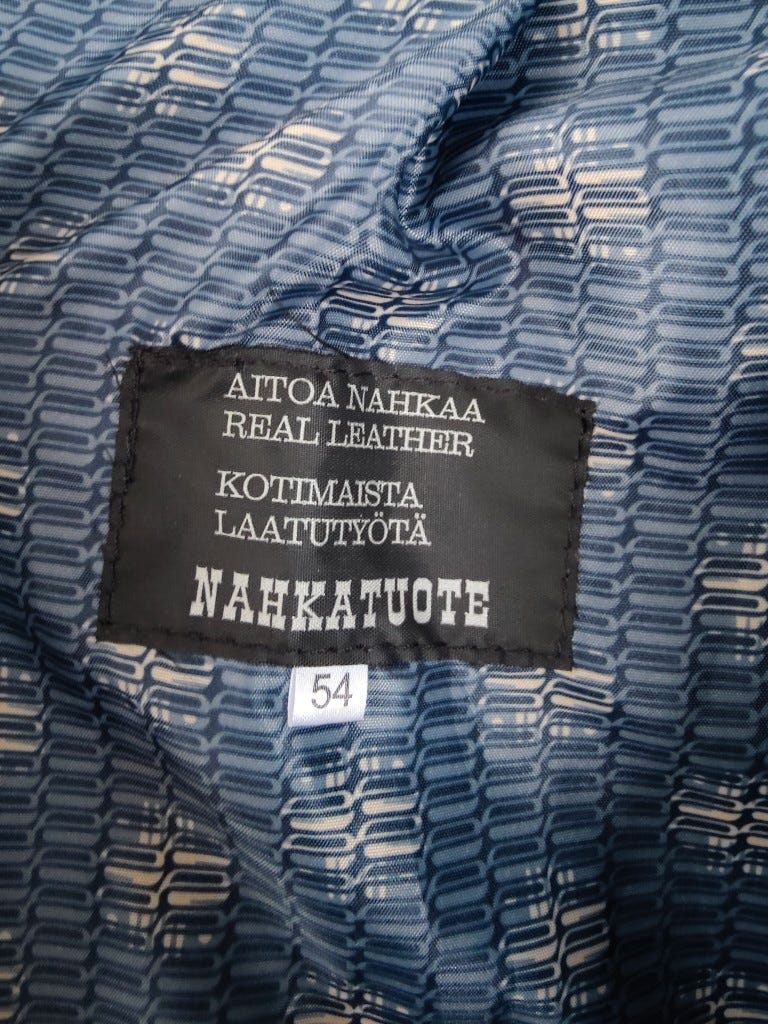 AITOA NAHKAA
REAL LEATHER
KOTIMAISTA
LAATUTYÖTÄ
NAHKATUOTE
54